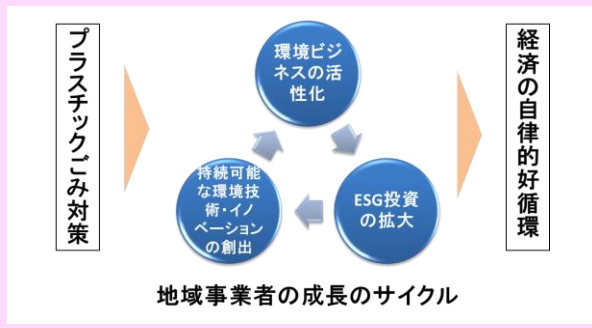 プラスチックごみ対策
環境ビジ
ネスの活
性化
ESG投資
の拡大
持続可能
な環境技
術・イノ
ベーション
の創出
経済の自律的好循環
地域事業者の成長のサイクル